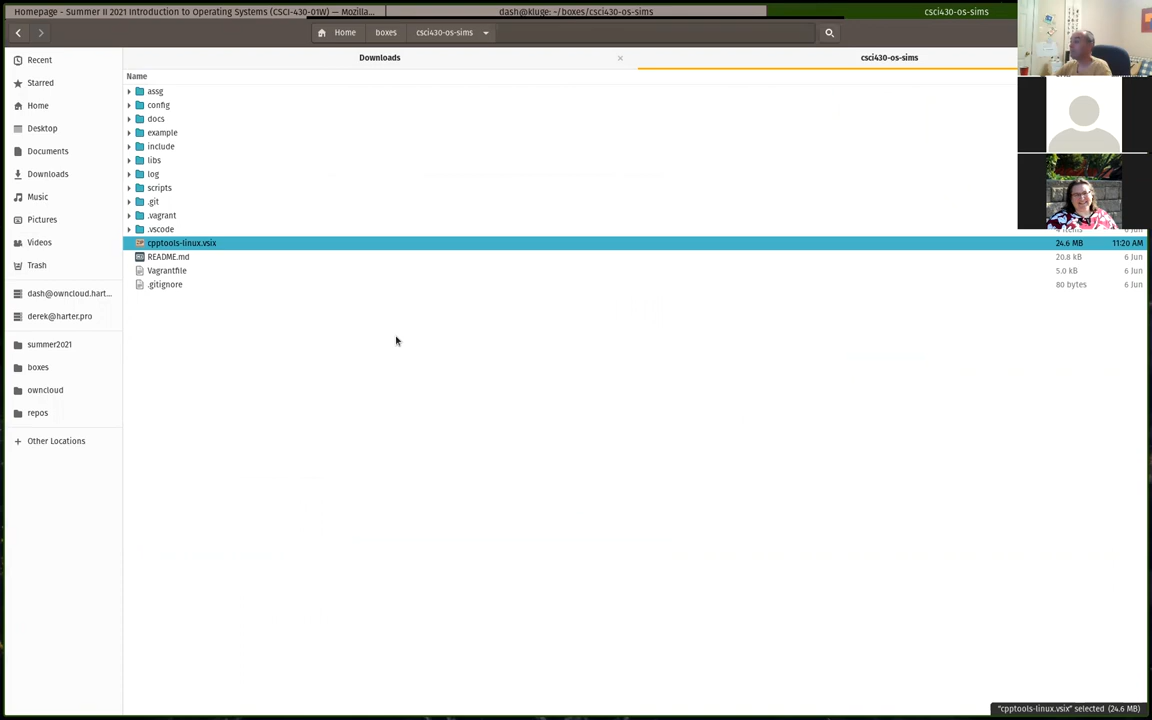 Homepage - Summer II 2021 Introduction to Operating Systems (CSCI-430-01W) — Mozilla...
dash@kluge: ~/boxes/csci430-os-sims
csci430-os-sims
Home
boxes
csci430-os-sims
Recent
Starred
Home
Desktop
Documents
Downloads
Music
Pictures
Videos
Trash
dash@owncloud.hart...
derek@harter.pro
summer2021
boxes
owncloud
repos
Other Locations
Downloads
csci430-os-sims
Name
assg
config
docs
example
include
libs
log
scripts
.git
.vagrant
.vscode 4 items 6 Jun
cpptools-linux.vsix 24.6 MB 11:20 AM
README.md 20.8 kB 6 Jun
Vagrantfile 5.0 kB 6 Jun
.gitignore 80 bytes 6 Jun
"cpptools-linux.vsix" selected (24.6 MB)